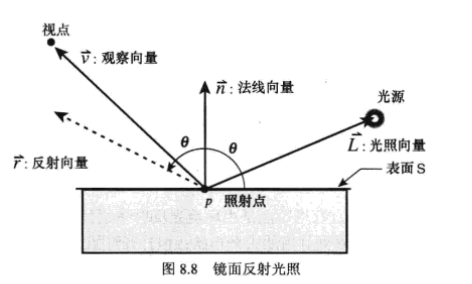 视点
v: 观察向量
n: 法线向量
光源
θ
θ
L: 光照向量
r: 反射向量
表面 S
p 照射点
图 8.8 镜面反射光照